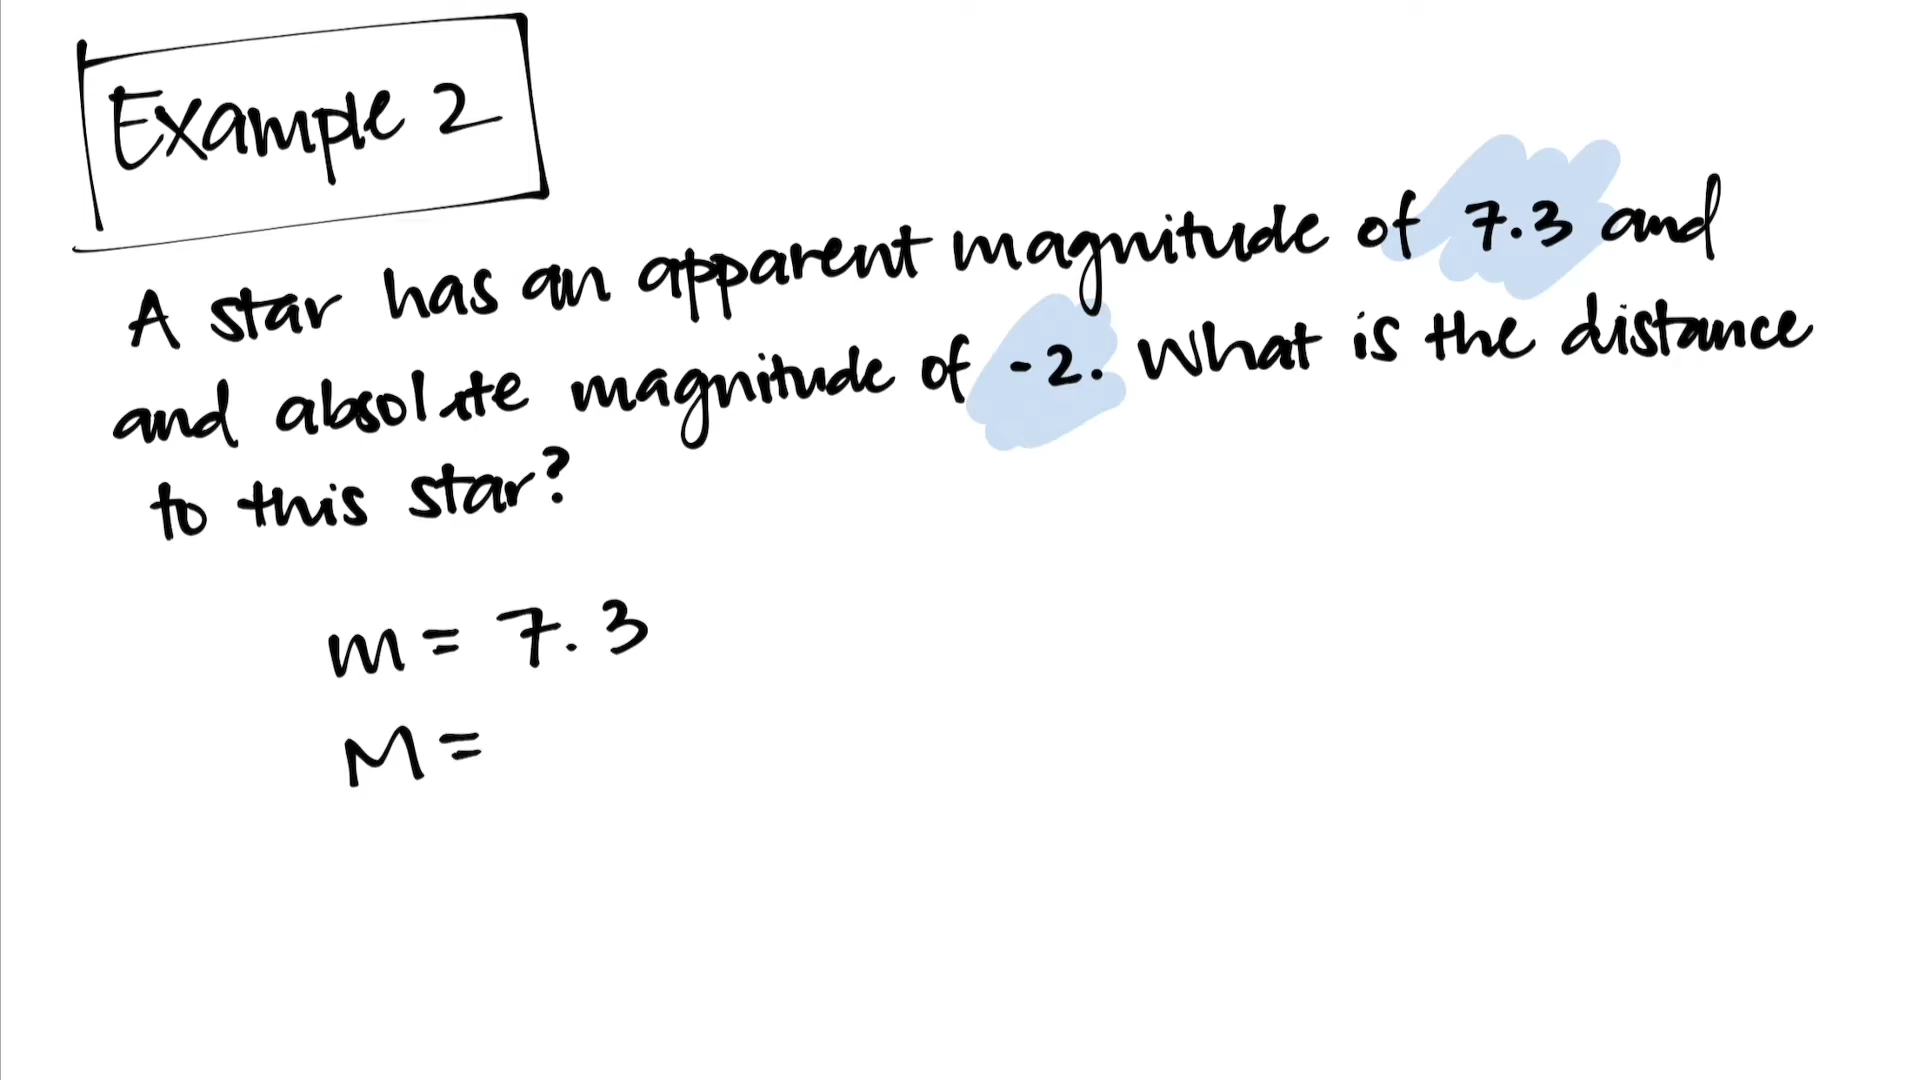 Example 2
A star has an apparent magnitude of 7.3 and
and absolute magnitude of -2. What is the distance
to this star?
m = 7.3
M =